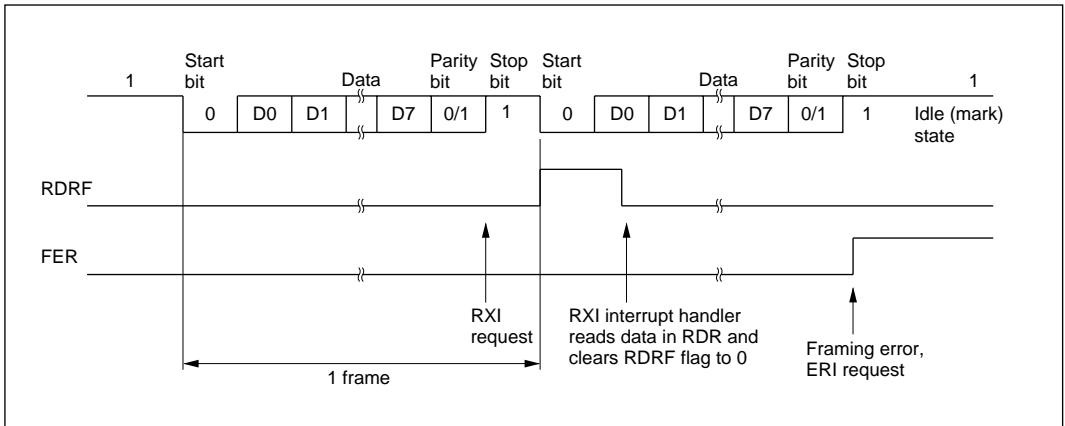 1
Start
bit
Data
Parity
bit
Stop
bit
Start
bit
Data
Parity
bit
Stop
bit
1
0 D0 D1 D7 0/1 1 0 D0 D1 D7 0/1 1
Idle (mark)
state
RDRF
FER
RXI
request
RXI interrupt handler
reads data in RDR and
clears RDRF flag to 0
Framing error,
ERI request
1 frame